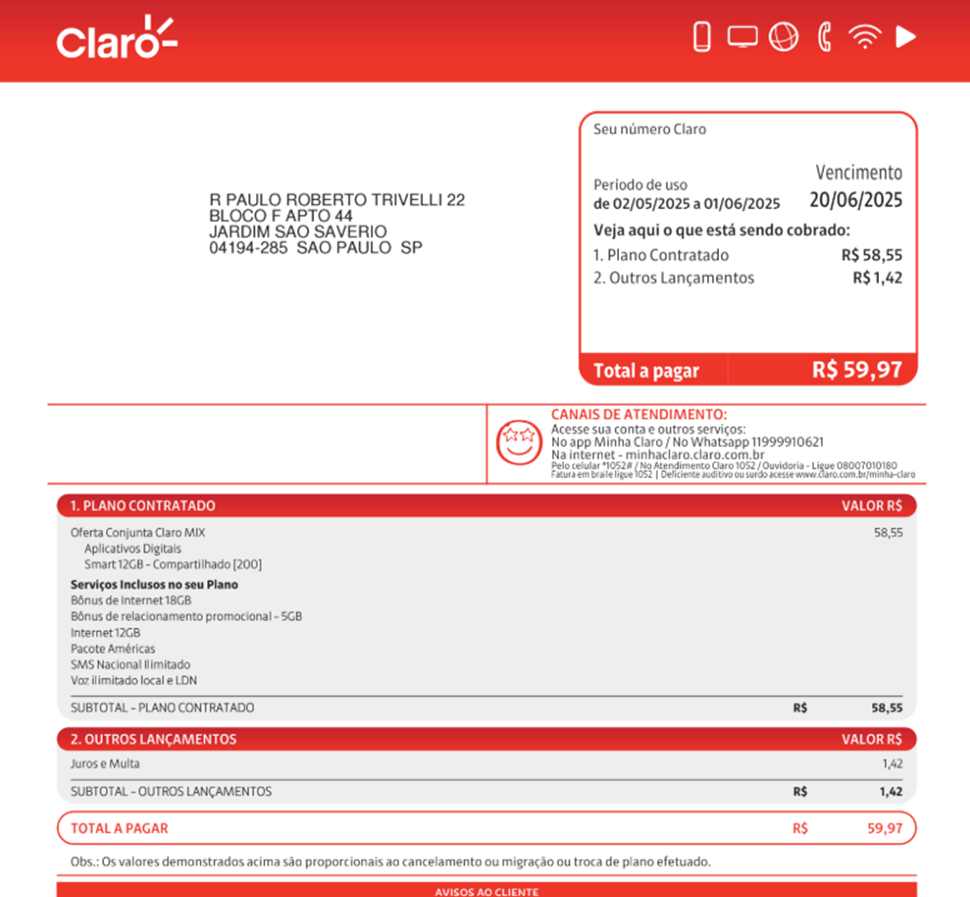 Claro
Seu número Claro
Vencimento
Período de uso
de 02/05/2025 a 01/06/2025 20/06/2025
R PAULO ROBERTO TRIVELLI 22
BLOCO F APTO 44
JARDIM SAO SAVERIO
04194-285 SAO PAULO SP
Veja aqui o que está sendo cobrado:
1. Plano Contratado R$ 58,55
2. Outros Lançamentos R$ 1,42
Total a pagar R$ 59,97
CANAIS DE ATENDIMENTO:
Acesse sua conta e outros serviços:
No app Minha Claro / No Whatsapp 11999910621
Na internet - minhaclaro.claro.com.br
Pelo celular *1052# / No Atendimento Claro 1052 / Ouvidoria - Ligue 08007010180
Fatura em braile ligue 1052 | Deficiente auditivo ou surdo acesse www.claro.com.br/minha-claro
1. PLANO CONTRATADO VALOR R$
Oferta Conjunta Claro MIX 58,55
Aplicativos Digitais
Smart 12GB - Compartilhado [200]
Serviços Inclusos no seu Plano
Bônus de Internet 18GB
Bônus de relacionamento promocional - 5GB
Internet 12GB
Pacote Américas
SMS Nacional Ilimitado
Voz ilimitado local e LDN
SUBTOTAL - PLANO CONTRATADO R$ 58,55
2. OUTROS LANÇAMENTOS VALOR R$
Juros e Multa 1,42
SUBTOTAL - OUTROS LANÇAMENTOS R$ 1,42
TOTAL A PAGAR R$ 59,97
Obs.: Os valores demonstrados acima são proporcionais ao cancelamento ou migração ou troca de plano efetuado.
AVISOS AO CLIENTE